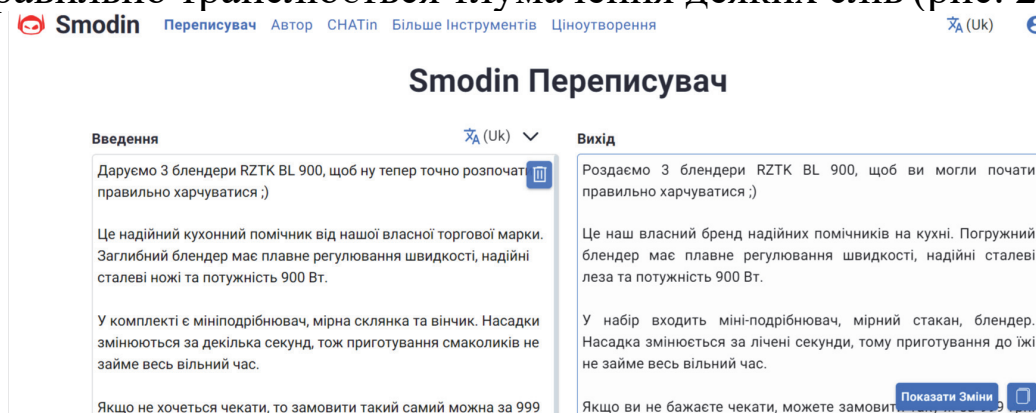 правильно транслюється тлумачення деяких слів (рис. 2
Smodin Переписувач Автор CHATin Більше Інструментів Ціноутворення (Uk)
Smodin Переписувач
Введення (Uk)
Даруємо 3 блендери RZTK BL 900, щоб ну тепер точно розпочати
правильно харчуватися ;)
Це надійний кухонний помічник від нашої власної торгової марки.
Заглибний блендер має плавне регулювання швидкості, надійні
сталеві ножі та потужність 900 Вт.
У комплекті є мініподрібнювач, мірна склянка та вінчик. Насадки
змінюються за декілька секунд, тож приготування смаколиків не
займе весь вільний час.
Якщо не хочеться чекати, то замовити такий самий можна за 999
Вихід
Роздаємо 3 блендери RZTK BL 900, щоб ви могли почати
правильно харчуватися ;)
Це наш власний бренд надійних помічників на кухні. Погружний
блендер має плавне регулювання швидкості, надійні сталеві
леза та потужність 900 Вт.
У набір входить міні-подрібнювач, мірний стакан, блендер.
Насадка змінюється за лічені секунди, тому приготування до їжі
не займе весь вільний час.
Показати Зміни
Якщо ви не бажаєте чекати, можете замовити